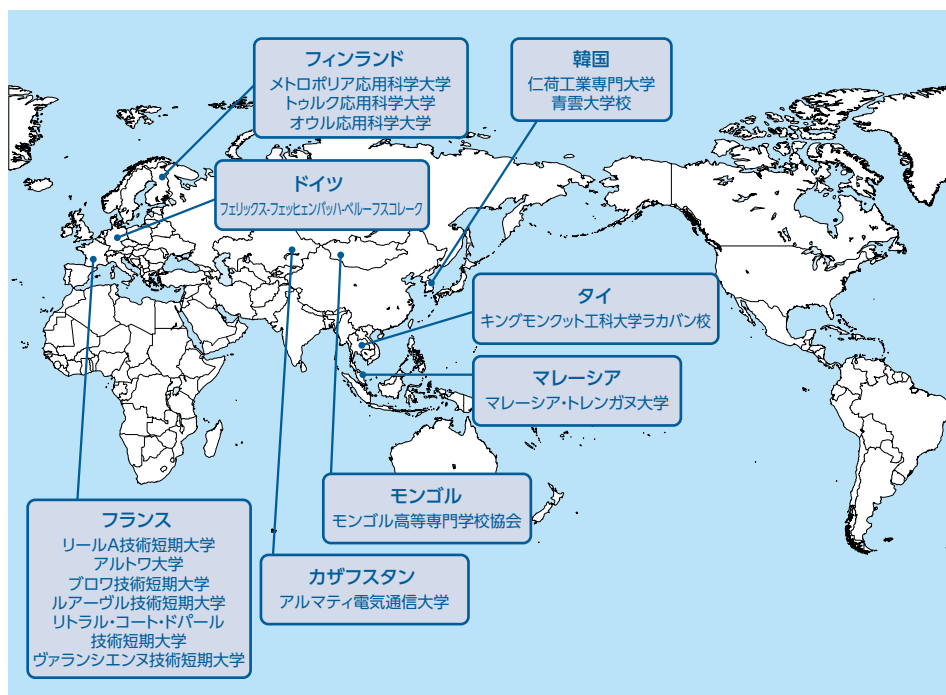 フィンランド
メトロポリア応用科学大学
トゥルク応用科学大学
オウル応用科学大学
韓国
仁荷工業専門大学
青雲大学校
ドイツ
フェリックス・フェッヒェンバッハ・ベルーフスコレーク
タイ
キングモンクット工科大学ラカバン校
マレーシア
マレーシア・トレンガヌ大学
モンゴル
モンゴル高等専門学校協会
フランス
リールA技術短期大学
アルトワ大学
ブロワ技術短期大学
ルアーヴル技術短期大学
リトラル・コート・ドパール
技術短期大学
ヴァランシエンヌ技術短期大学
カザフスタン
アルマティ電気通信大学